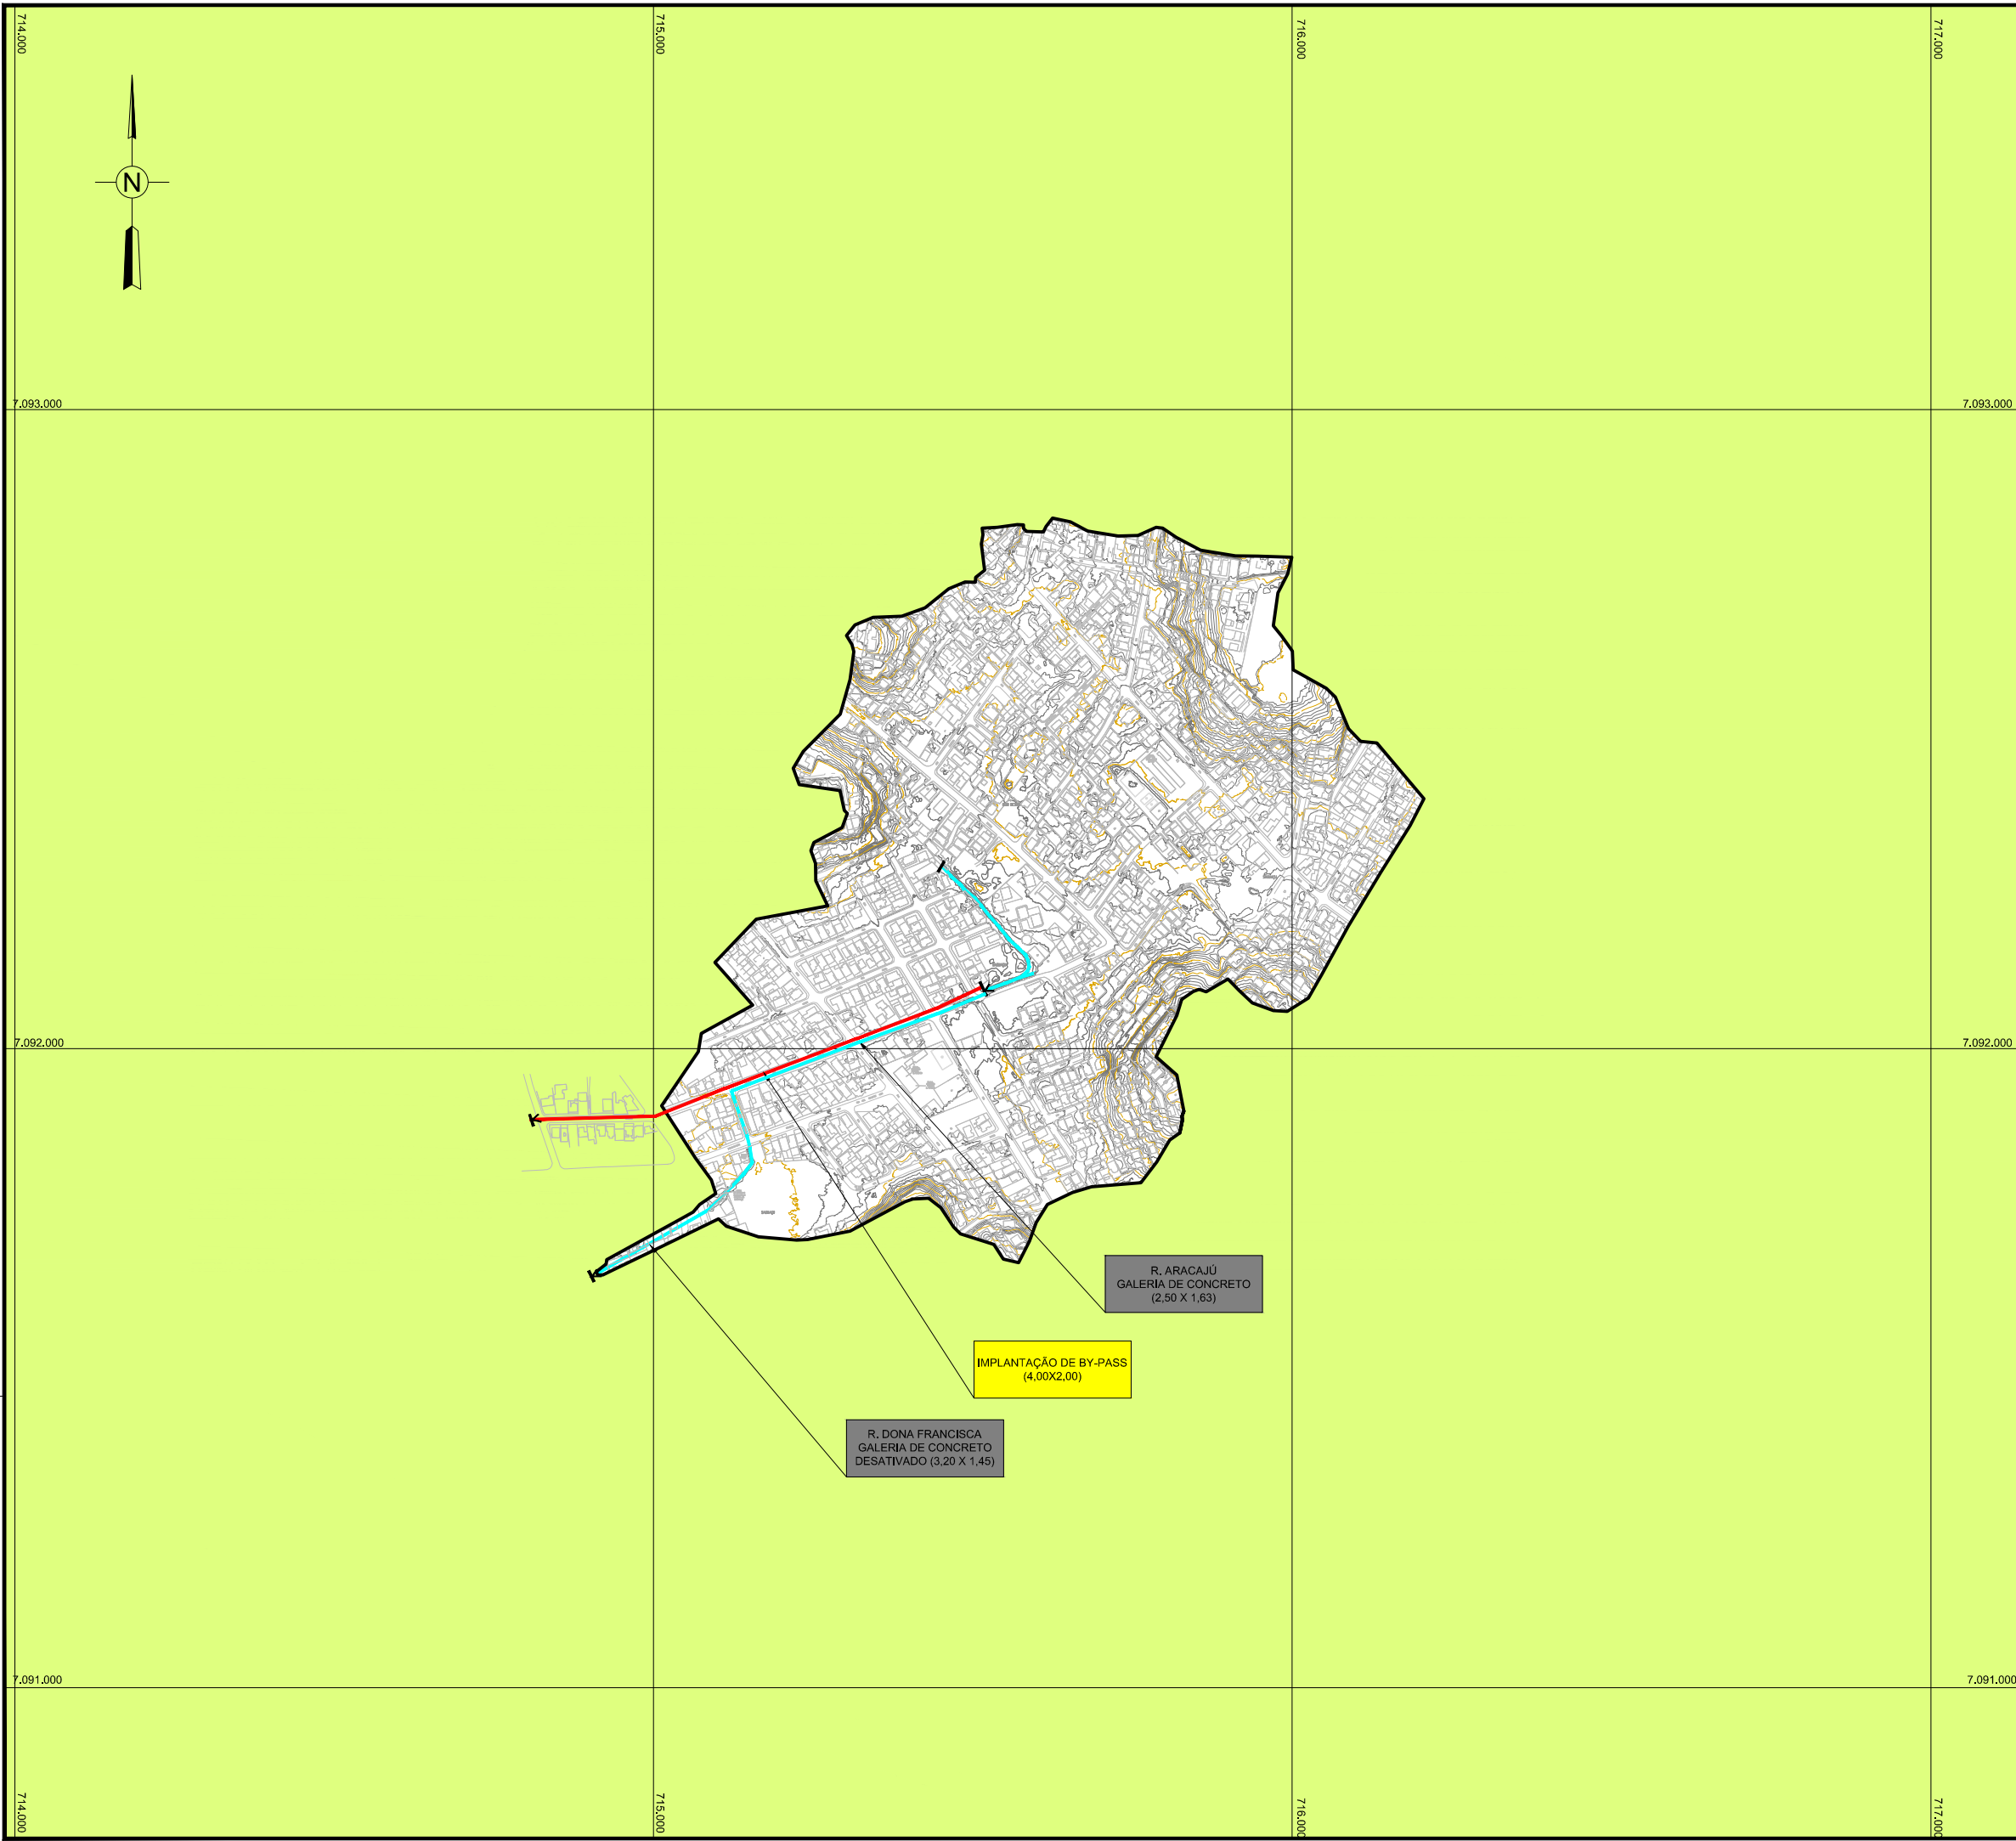 714.000
715.000
716.000
717.000
N
7.093.000
7.093.000
7.092.000
7.092.000
R. ARACAJÚ
GALERIA DE CONCRETO
(2,50 X 1,63)
IMPLANTAÇÃO DE BY-PASS
(4,00X2,00)
R. DONA FRANCISCA
GALERIA DE CONCRETO
DESATIVADO (3,20 X 1,45)
7.091.000
7.091.000
714.000
715.000
716.000
717.000